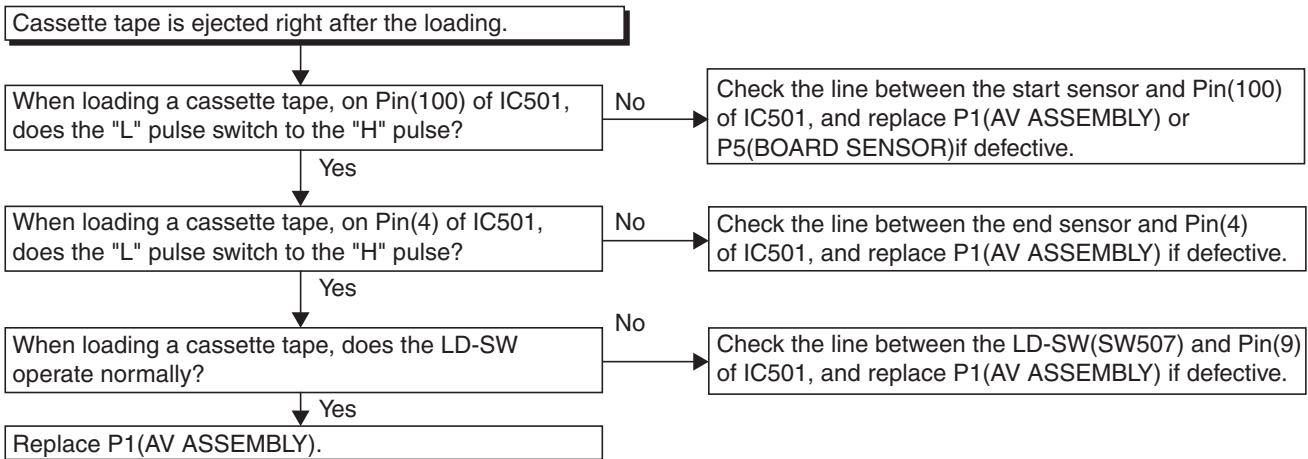 Cassette tape is ejected right after the loading.
When loading a cassette tape, on Pin(100) of IC501,
does the "L" pulse switch to the "H" pulse?
No
Check the line between the start sensor and Pin(100)
of IC501, and replace P1(AV ASSEMBLY) or
P5(BOARD SENSOR)if defective.
Yes
When loading a cassette tape, on Pin(4) of IC501,
does the "L" pulse switch to the "H" pulse?
No
Check the line between the end sensor and Pin(4)
of IC501, and replace P1(AV ASSEMBLY) if defective.
Yes
When loading a cassette tape, does the LD-SW
operate normally?
No
Check the line between the LD-SW(SW507) and Pin(9)
of IC501, and replace P1(AV ASSEMBLY) if defective.
Yes
Replace P1(AV ASSEMBLY).